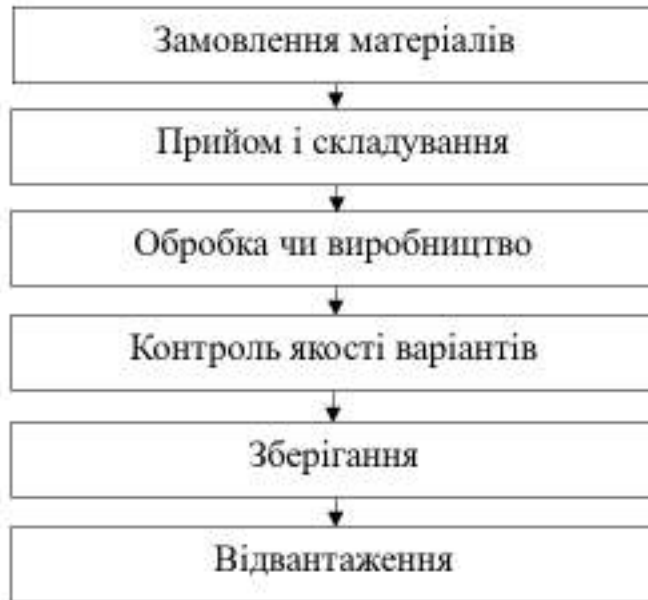 Замовлення матеріалів
Прийом і складування
Обробка чи виробництво
Контроль якості варіантів
Зберігання
Відвантаження